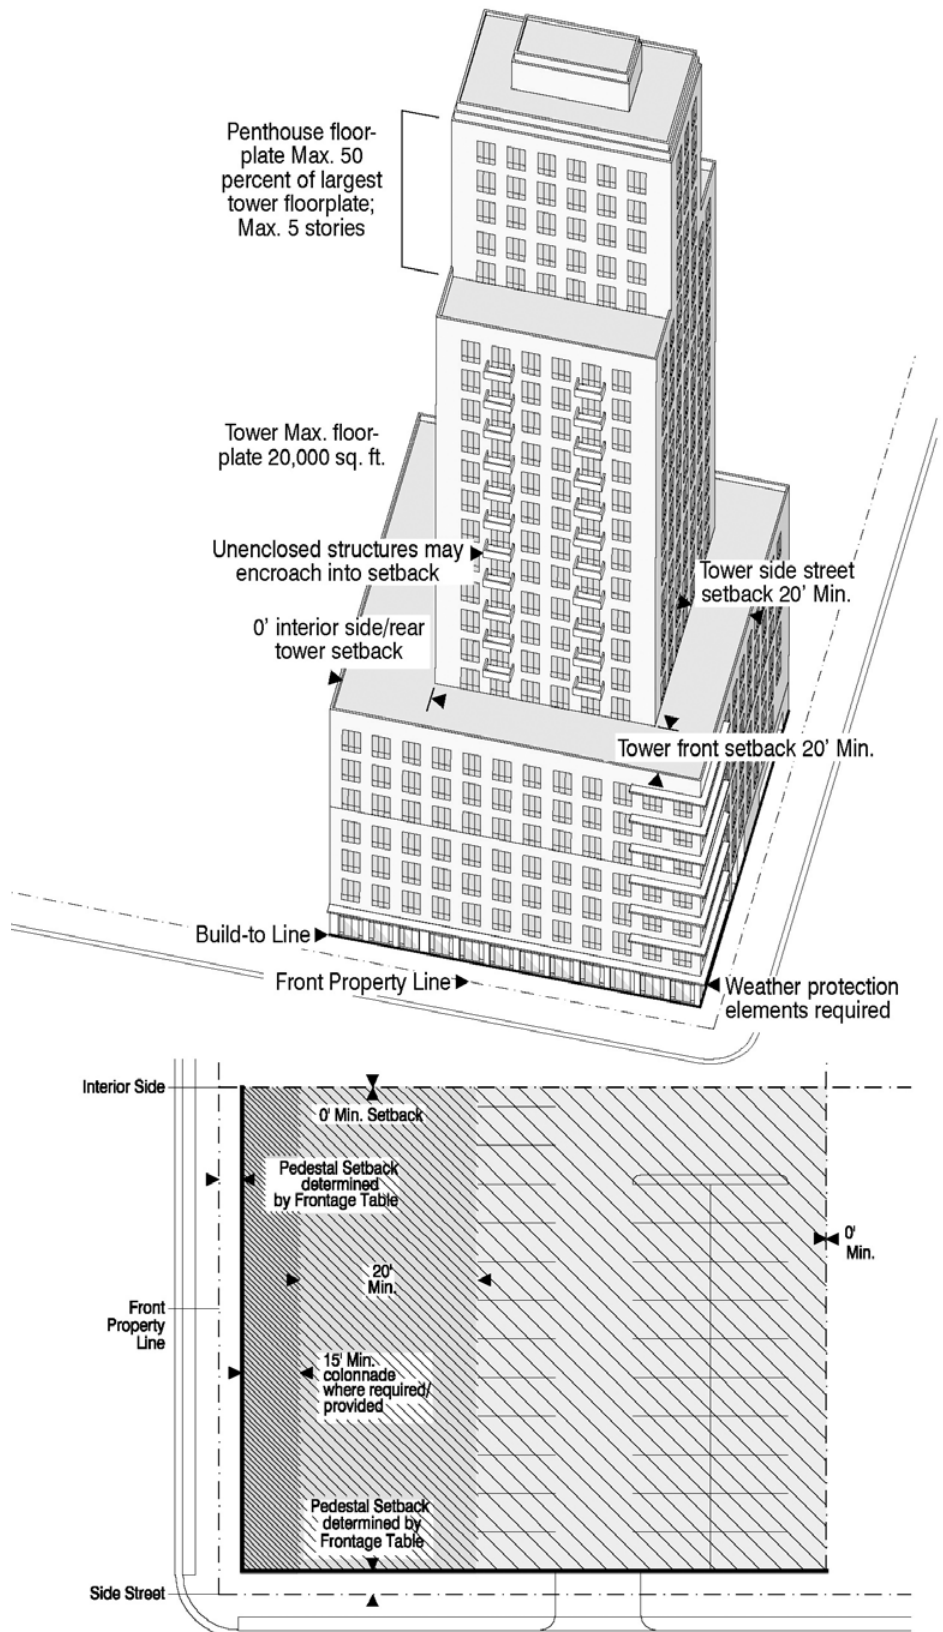 Penthouse floor-
plate Max. 50
percent of largest
tower floorplate;
Max. 5 stories
Tower Max. floor-
plate 20,000 sq. ft.
Unenclosed structures may
encroach into setback
Tower side street
setback 20' Min.
0' interior side/rear
tower setback
Tower front setback 20' Min.
Build-to Line
Front Property Line
Weather protection
elements required
Interior Side
0' Min. Setback
Pedestal Setback
determined
by Frontage Table
0'
Min.
20'
Min.
Front
Property
Line
15' Min.
colonnade
where required/
provided
Pedestal Setback
determined by
Frontage Table
Side Street